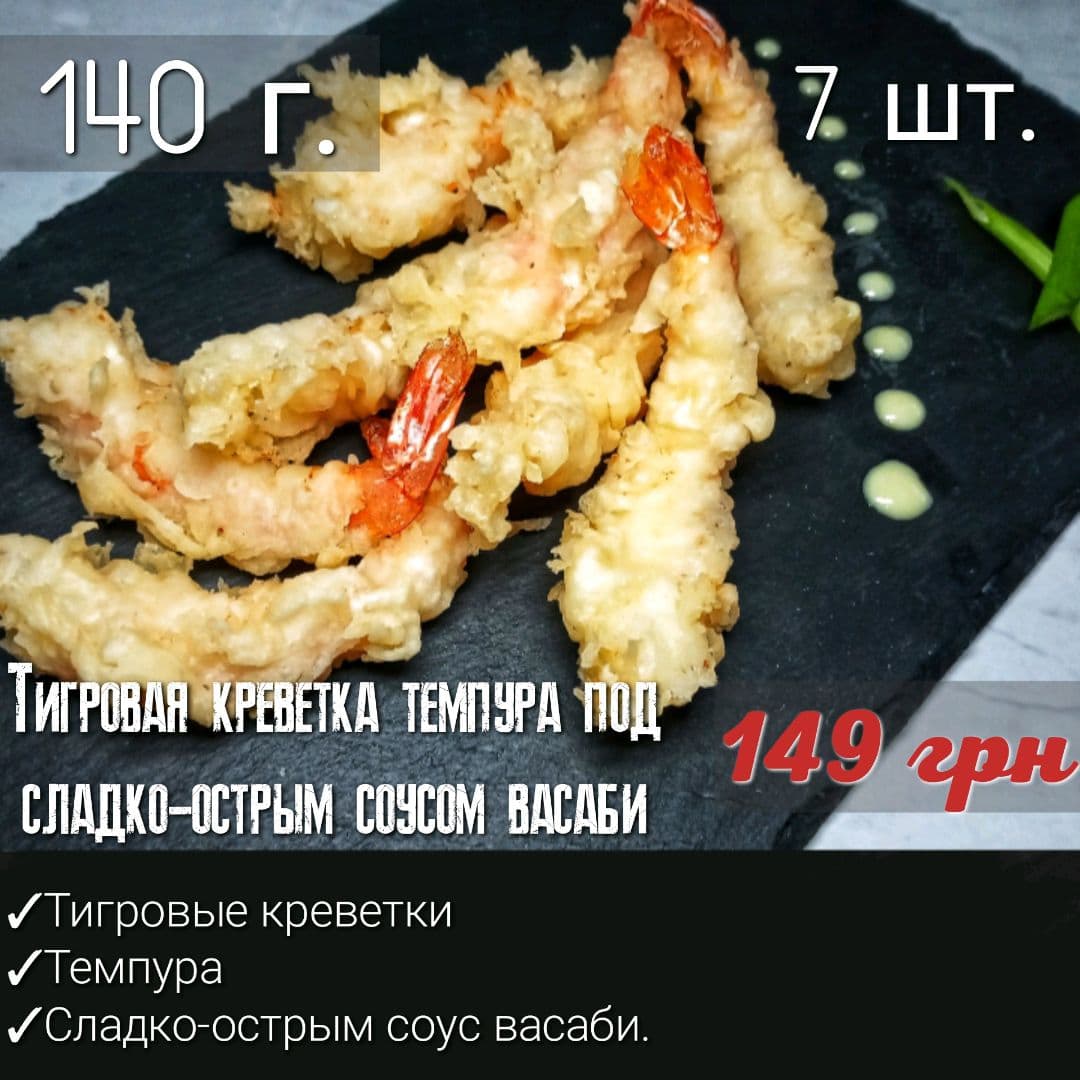 140 г.
7 шт.
Тигровая креветка темпура под
сладко-острым соусом васаби
149 грн
✓Тигровые креветки
✓Темпура
✓Сладко-острым соус васаби.